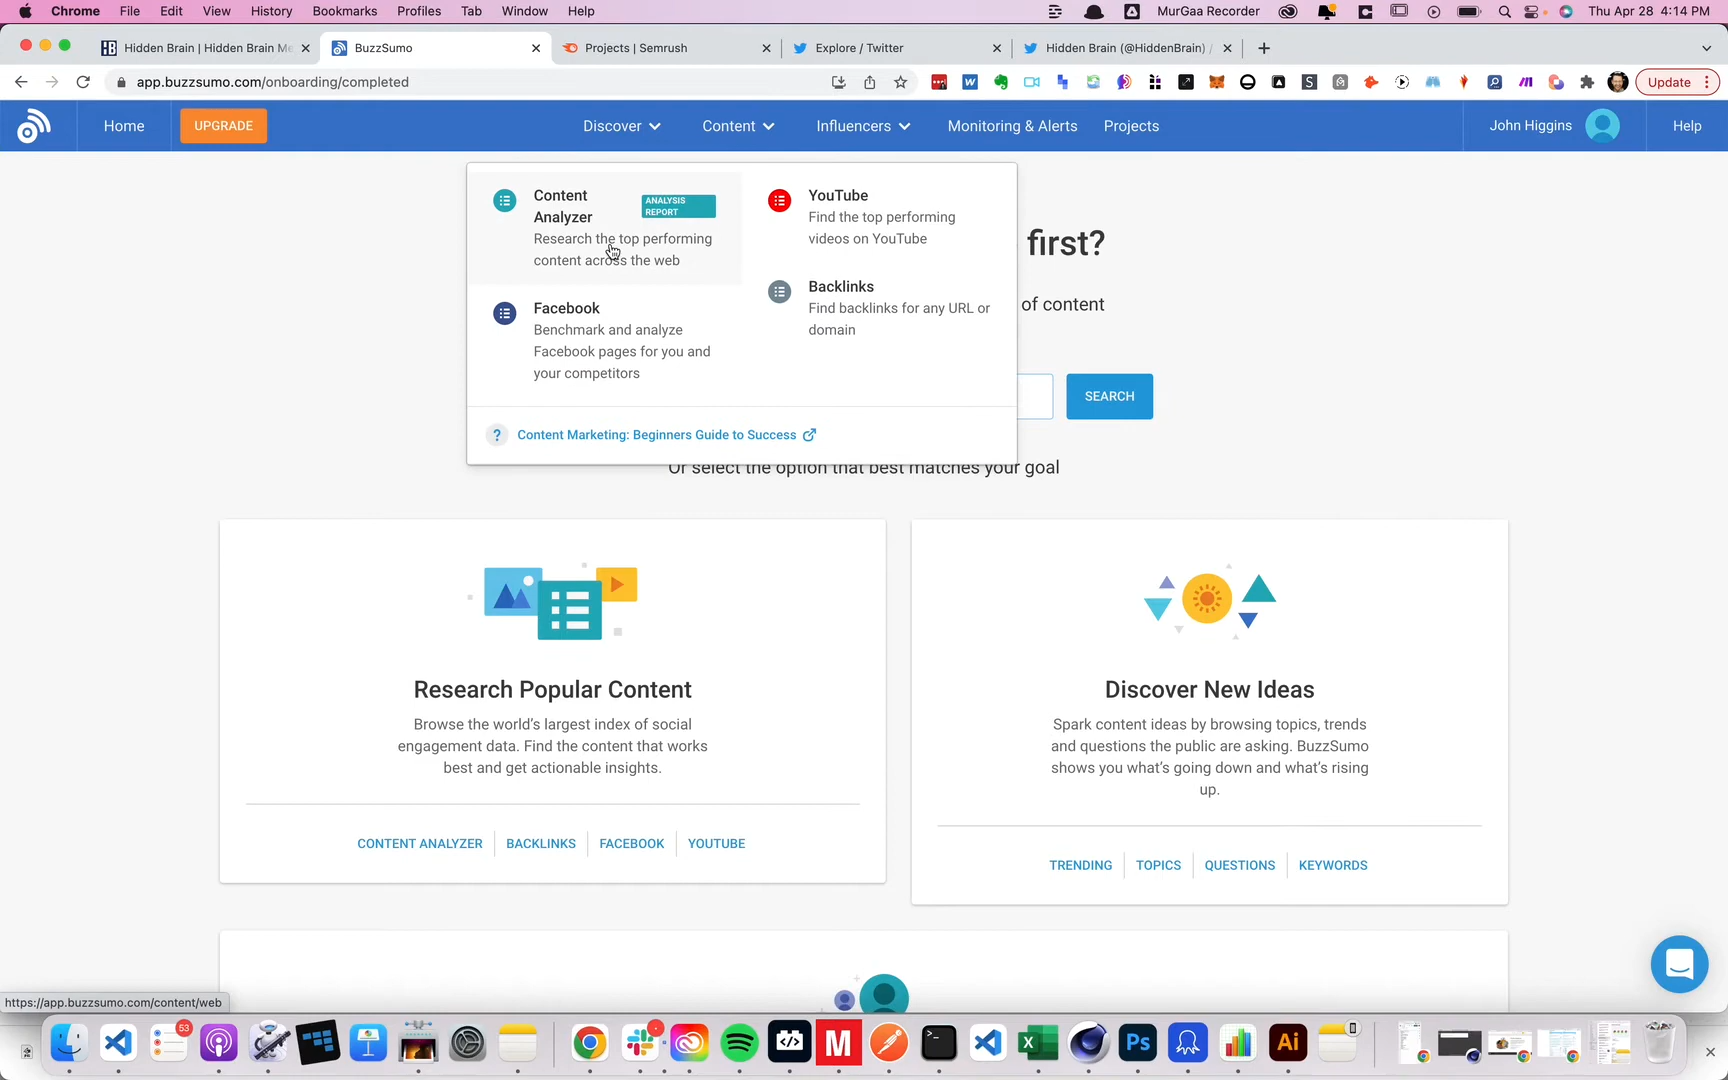 Chrome File Edit View History Bookmarks Profiles Tab Window Help MurGaa Recorder Thu Apr 28 4:14 PM
Hidden Brain | Hidden Brain Me
BuzzSumo
Projects | Semrush
Explore / Twitter
Hidden Brain (@HiddenBrain) /
app.buzzsumo.com/onboarding/completed
Update
Home
UPGRADE
Discover
Content
Influencers
Monitoring & Alerts
Projects
John Higgins
Help
Content
Analyzer
ANALYSIS
REPORT
Research the top performing
content across the web
YouTube
Find the top performing
videos on YouTube
Facebook
Benchmark and analyze
Facebook pages for you and
your competitors
Backlinks
Find backlinks for any URL or
domain
? Content Marketing: Beginners Guide to Success
first?
of content
SEARCH
Or select the option that best matches your goal
Research Popular Content
Browse the world's largest index of social
engagement data. Find the content that works
best and get actionable insights.
CONTENT ANALYZER
BACKLINKS
FACEBOOK
YOUTUBE
Discover New Ideas
Spark content ideas by browsing topics, trends
and questions the public are asking. BuzzSumo
shows you what's going down and what's rising
up.
TRENDING
TOPICS
QUESTIONS
KEYWORDS
https://app.buzzsumo.com/content/web
53
M
X
Ps
Ai